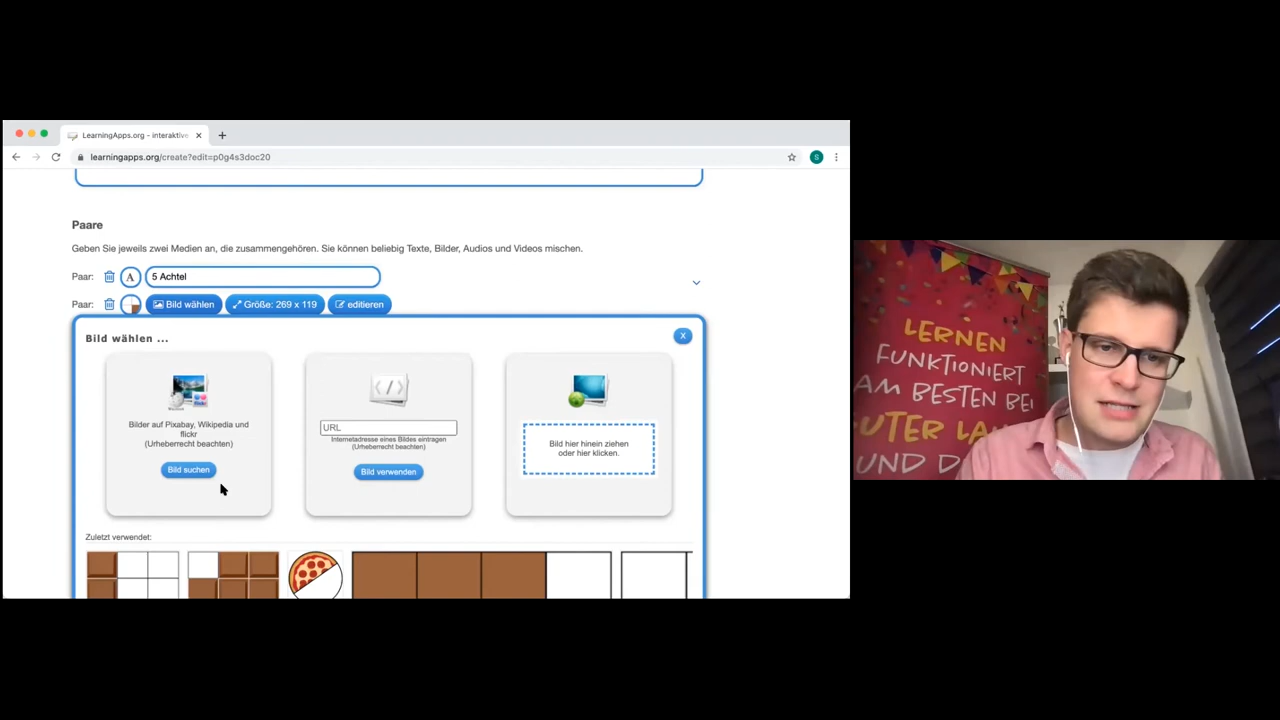 LearningApps.org - interaktive
learningapps.org/create?edit=p0g4s3doc20
S
Paare
Geben Sie jeweils zwei Medien an, die zusammengehören. Sie können beliebig Texte, Bilder, Audios und Videos mischen.
Paar: A 5 Achtel
Paar: Bild wählen Größe: 269 x 119 editieren
Bild wählen ...
X
Bilder auf Pixabay, Wikipedia und
flickr
(Urheberrecht beachten)
Bild suchen
URL
Internetadresse eines Bildes eintragen
(Urheberrecht beachten)
Bild verwenden
Bild hier hinein ziehen
oder hier klicken.
Zuletzt verwendet:
LERNEN
FUNKTIONIERT
AM BESTEN BEI
GUTER
UND